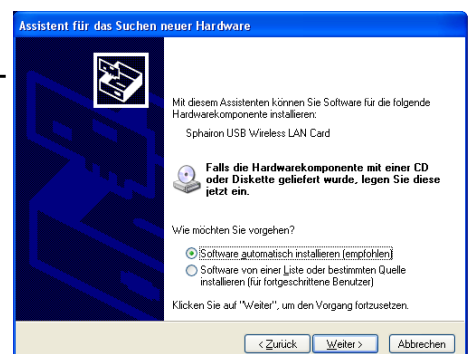 Assistent für das Suchen neuer Hardware
Mit diesem Assistenten können Sie Software für die folgende
Hardwarekomponente installieren:
Sphairon USB Wireless LAN Card
Falls die Hardwarekomponente mit einer CD
oder Diskette geliefert wurde, legen Sie diese
jetzt ein.
Wie möchten Sie vorgehen?
Software automatisch installieren (empfohlen)
Software von einer Liste oder bestimmten Quelle
installieren (für fortgeschrittene Benutzer)
Klicken Sie auf "Weiter", um den Vorgang fortzusetzen.
< Zurück Weiter > Abbrechen